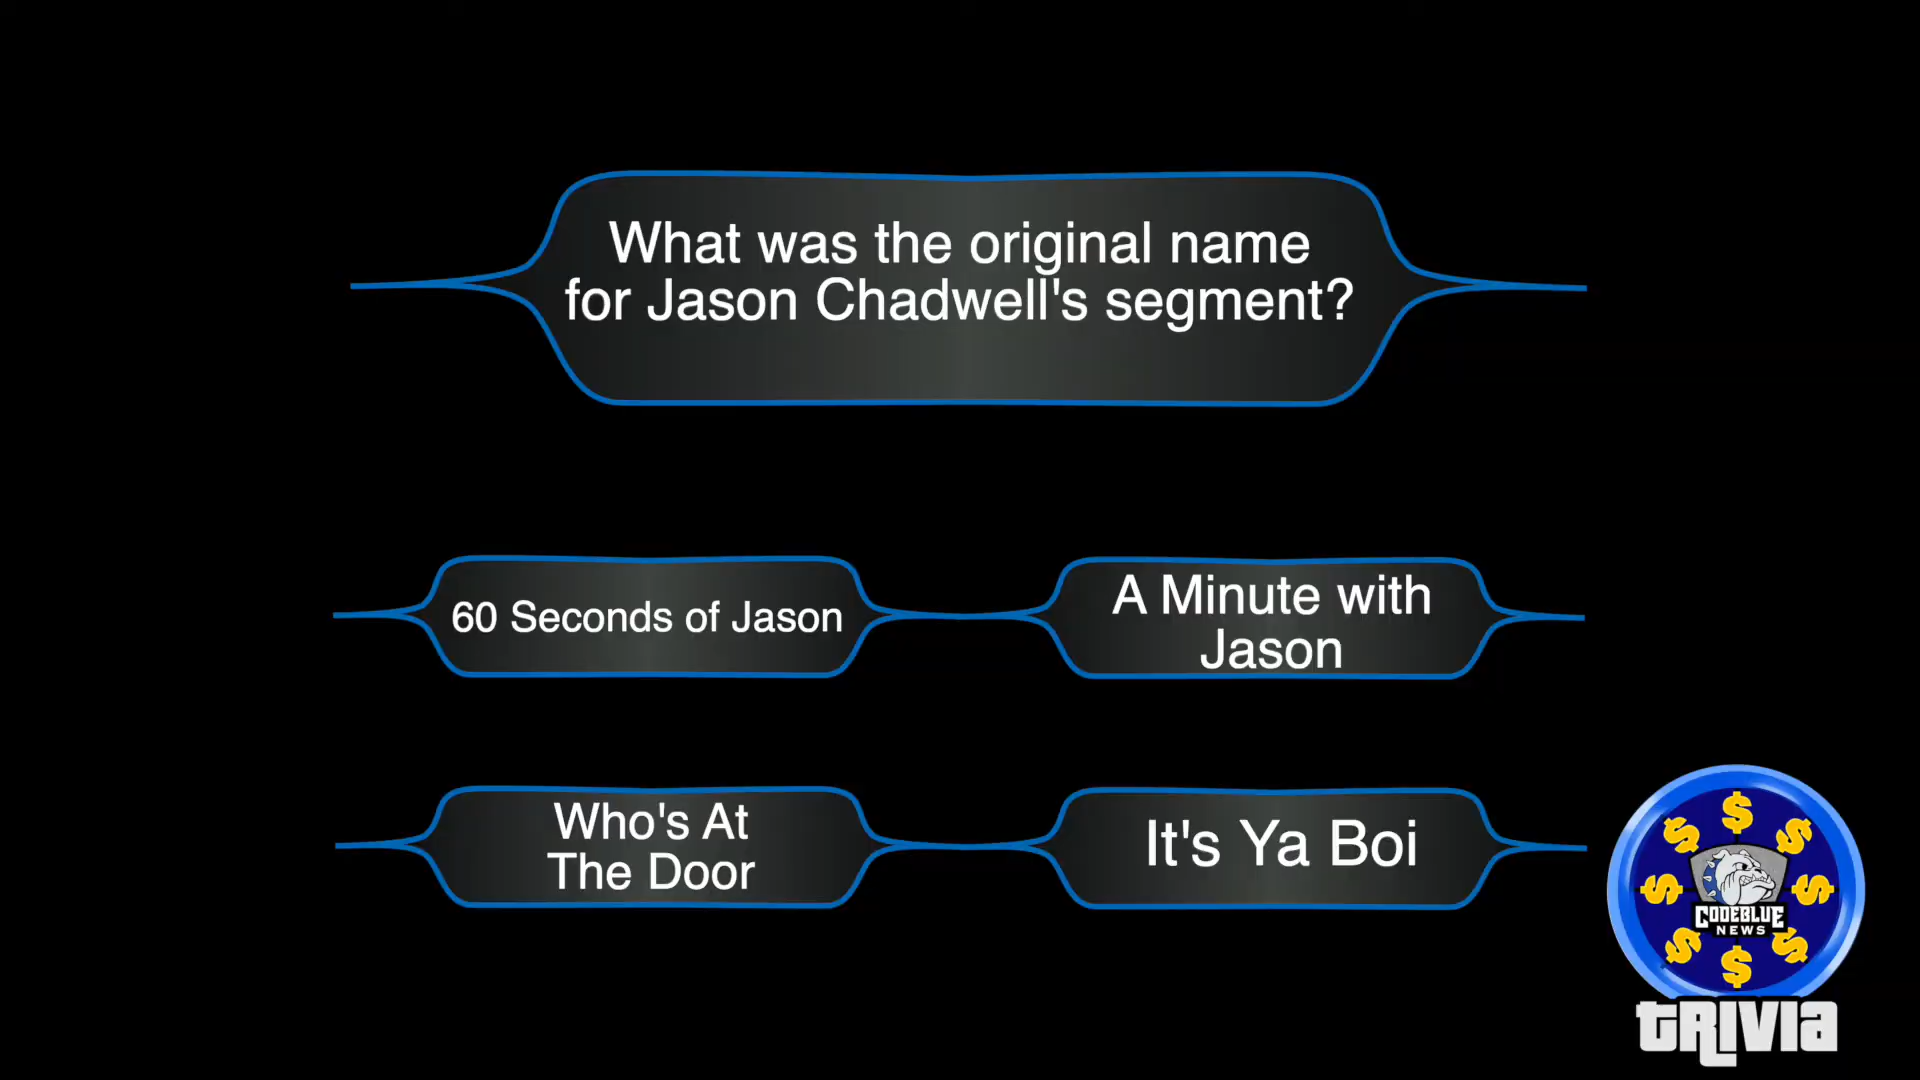 What was the original name
for Jason Chadwell's segment?
60 Seconds of Jason
A Minute with
Jason
Who's At
The Door
It's Ya Boi
$
$
$
$
$
$
$
$
CODEBLUE
NEWS
TRIVIA